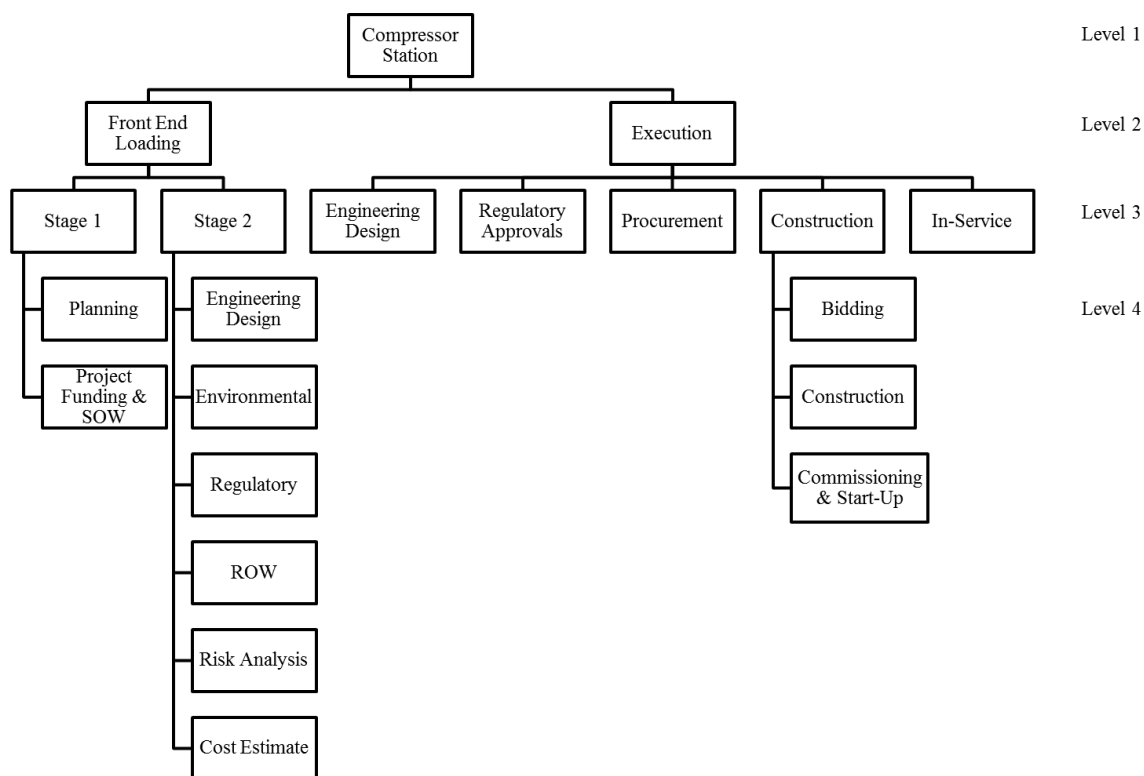 Compressor
Station
Level 1
Front End
Loading
Execution
Level 2
Stage 1
Stage 2
Engineering
Design
Regulatory
Approvals
Procurement
Construction
In-Service
Level 3
Planning
Engineering
Design
Bidding
Level 4
Project
Funding &
SOW
Environmental
Construction
Regulatory
Commissioning
& Start-Up
ROW
Risk Analysis
Cost Estimate